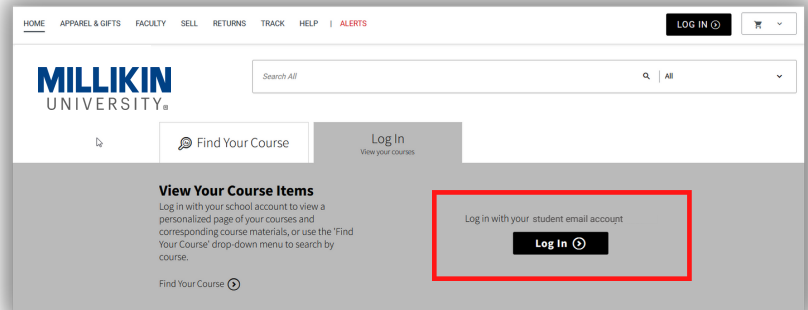 HOME APPAREL & GIFTS FACULTY SELL RETURNS TRACK HELP | ALERTS LOG IN
MILLIKIN
UNIVERSITY®
Search All All
Find Your Course
Log In
View your courses
View Your Course Items
Log in with your school account to view a
personalized page of your courses and
corresponding course materials, or use the 'Find
Your Course' drop-down menu to search by
course.
Find Your Course
Log in with your student email account
Log In